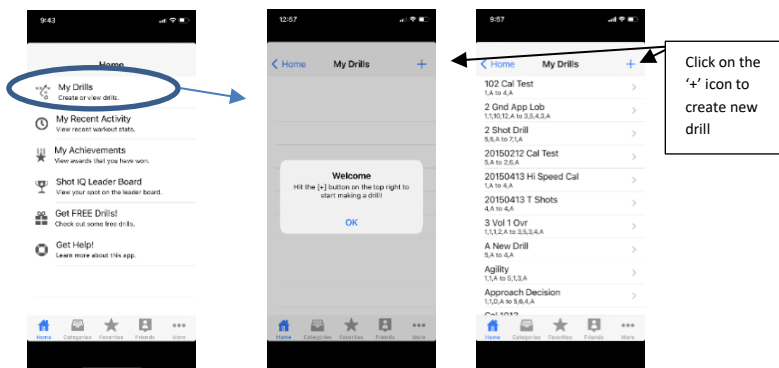 9:43
Home
My Drills
Create or view drills.
My Recent Activity
View recent workout stats.
My Achievements
View awards that you have won.
Shot IQ Leader Board
View your spot on the leader board.
Get FREE Drills!
Check out some free drills.
Get Help!
Learn more about this app.
Home Categories Favorites Friends More
12:57
Home My Drills +
Welcome
Hit the [+] button on the top right to
start making a drill!
OK
Home Categories Favorites Friends More
9:57
Home My Drills +
102 Cal Test
1,A to 4,A
2 Gnd App Lob
1,1,10,12,A to 3,5,4,3,A
2 Shot Drill
5,5,A to 7,1,A
20150212 Cal Test
5,A to 2,6,A
20150413 Hi Speed Cal
1,A to 4,A
20150413 T Shots
4,A to 4,A
3 Vol 1 Ovr
1,1,1,2,A to 3,5,3,4,A
A New Drill
5,A to 4,A
Agility
1,1,A to 5,1,3,A
Approach Decision
1,1,D,A to 5,6,4,A
Cal 1013
Home Categories Favorites Friends More
Click on the
‘+’ icon to
create new
drill